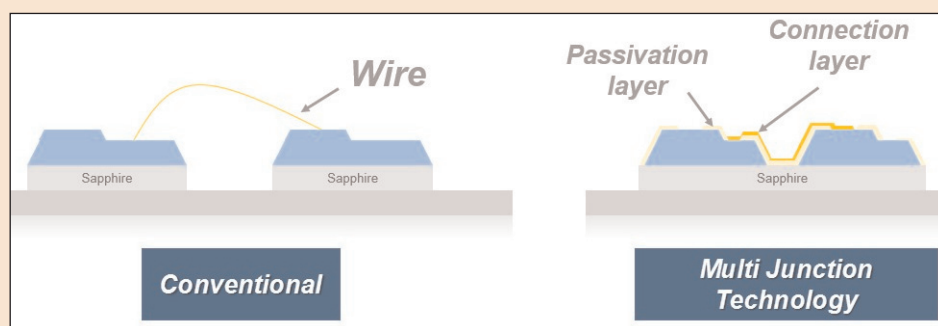 Wire
Sapphire
Sapphire
Conventional
Passivation
layer
Connection
layer
Sapphire
Multi Junction
Technology